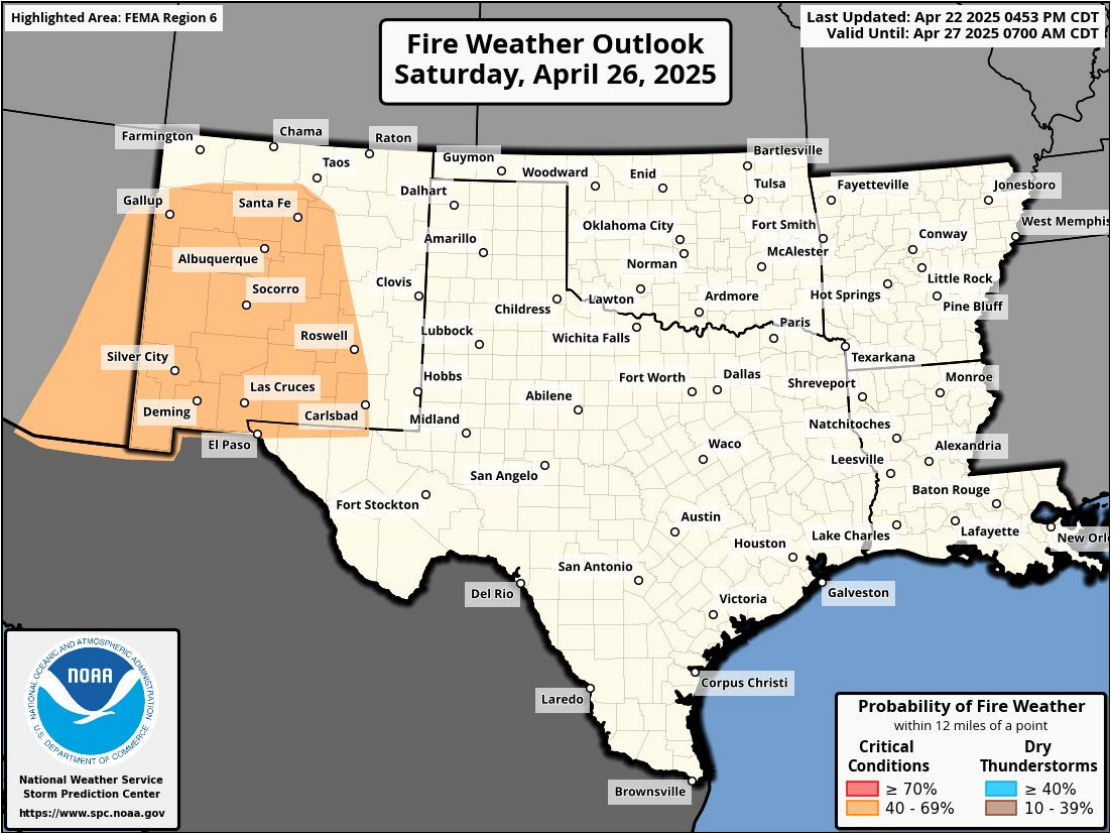 Highlighted Area: FEMA Region 6
Last Updated: Apr 22 2025 0453 PM CDT
Valid Until: Apr 27 2025 0700 AM CDT
Fire Weather Outlook
Saturday, April 26, 2025
Farmington
Chama
Raton
Taos
Guymon
Woodward
Enid
Bartlesville
Tulsa
Fayetteville
Jonesboro
Gallup
Santa Fe
Dalhart
West Memphis
Albuquerque
Amarillo
Oklahoma City
Fort Smith
Conway
Norman
McAlester
Little Rock
Socorro
Clovis
Childress
Lawton
Ardmore
Hot Springs
Pine Bluff
Roswell
Lubbock
Wichita Falls
Paris
Silver City
Texarkana
Las Cruces
Hobbs
Fort Worth
Dallas
Shreveport
Monroe
Deming
Carlsbad
Midland
Abilene
Natchitoches
El Paso
Waco
Alexandria
San Angelo
Leesville
Fort Stockton
Baton Rouge
Austin
Houston
Lake Charles
Lafayette
New Orl
San Antonio
Del Rio
Victoria
Galveston
Laredo
Corpus Christi
Brownsville
NATIONAL OCEANIC AND ATMOSPHERIC ADMINISTRATION
NOAA
U.S. DEPARTMENT OF COMMERCE
National Weather Service
Storm Prediction Center
https://www.spc.noaa.gov
Probability of Fire Weather
within 12 miles of a point
Critical
Conditions
≥ 70%
40 - 69%
Dry
Thunderstorms
≥ 40%
10 - 39%